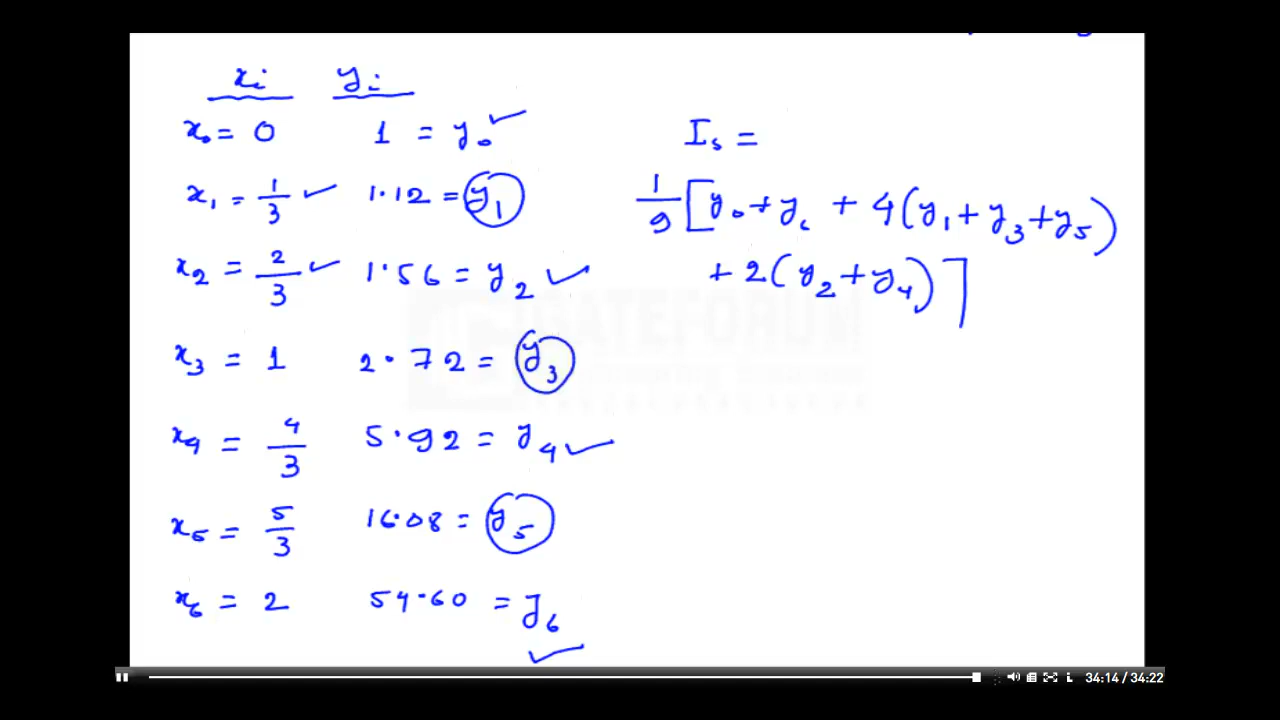 xi yi
x₀ = 0 1 = y₀ ✓
x₁ = 1/3 ✓ 1.12 = y₁
x₂ = 2/3 ✓ 1.56 = y₂ ✓
x₃ = 1 2.72 = y₃
x₄ = 4/3 5.92 = y₄ ✓
x₅ = 5/3 16.08 = y₅
x₆ = 2 54.60 = y₆ ✓
Iₛ =
1/9 [y₀ + y₆ + 4(y₁ + y₃ + y₅)
+ 2(y₂ + y₄)]
GATEFORUM
34:14 / 34:22